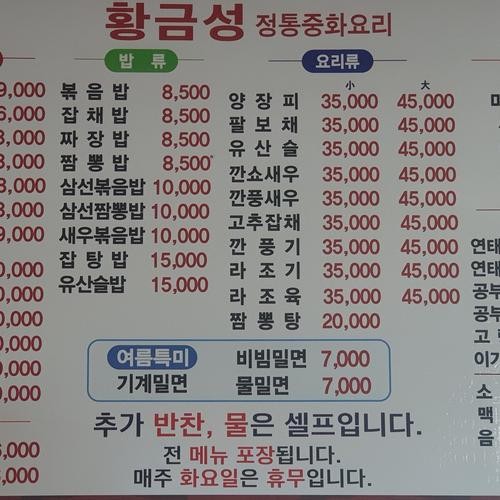 황금성 정통중화요리
밥 류
볶음밥 8,500
잡채밥 8,500
짜장밥 8,500
짬뽕밥 8,500
삼선볶음밥 10,000
삼선짬뽕밥 10,000
새우볶음밥 10,000
잡탕밥 15,000
유산슬밥 15,000
요리류
小 大
양장피 35,000 45,000
팔보채 35,000 45,000
유산슬 35,000 45,000
깐쇼새우 35,000 45,000
깐풍새우 35,000 45,000
고추잡채 35,000 45,000
깐풍기 35,000 45,000
라조기 35,000 45,000
라조육 35,000 45,000
짬뽕탕 20,000
여름특미 비빔밀면 7,000
기계밀면 물밀면 7,000
추가 반찬, 물은 셀프입니다.
전 메뉴 포장됩니다.
매주 화요일은 휴무입니다.